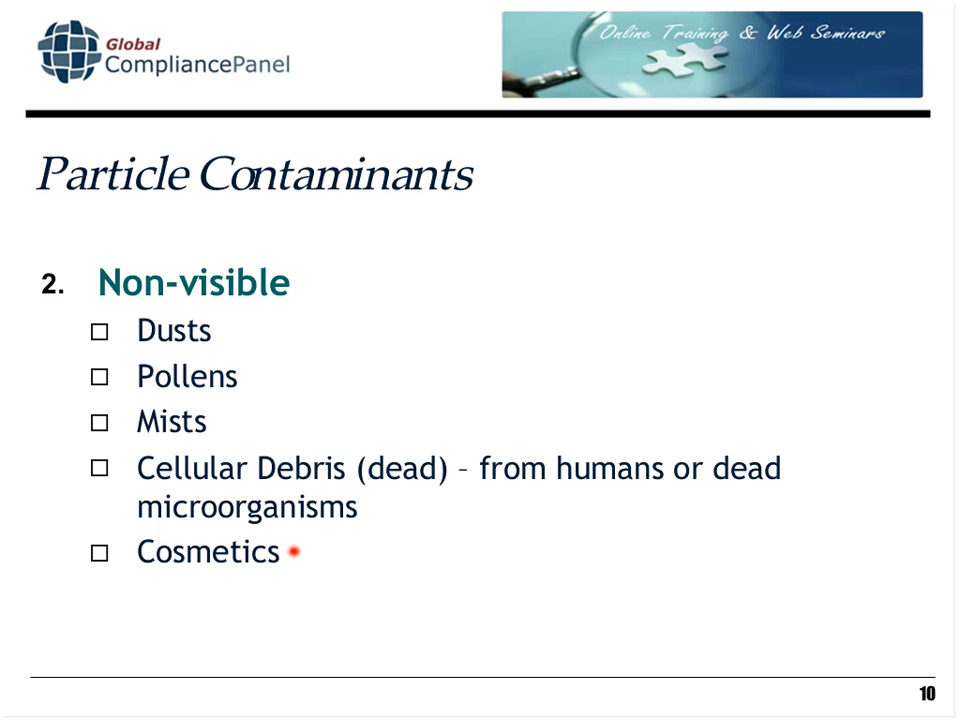 Global
CompliancePanel
Online Training & Web Seminars
Particle Contaminants
2. Non-visible
Dusts
Pollens
Mists
Cellular Debris (dead) – from humans or dead
microorganisms
Cosmetics
10